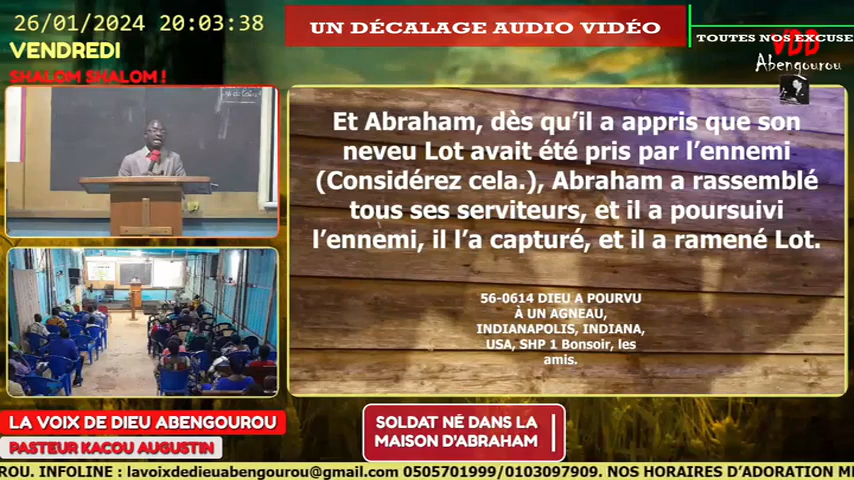 26/01/2024 20:03:38
UN DÉCALAGE AUDIO VIDÉO
TOUTES NOS EXCUSE
VENDREDI
SHALOM SHALOM !
VDD
Abengourou
Et Abraham, dès qu'il a appris que son
neveu Lot avait été pris par l'ennemi
(Considérez cela.), Abraham a rassemblé
tous ses serviteurs, et il a poursuivi
l'ennemi, il l'a capturé, et il a ramené Lot.
56-0614 DIEU A POURVU
À UN AGNEAU,
INDIANAPOLIS, INDIANA,
USA, SHP 1 Bonsoir, les
amis.
LA VOIX DE DIEU ABENGOUROU
PASTEUR KACOU AUGUSTIN
SOLDAT NÉ DANS LA
MAISON D'ABRAHAM
ROU. INFOLINE : lavoixdedieuabengourou@gmail.com 0505701999/0103097909. NOS HORAIRES D'ADORATION